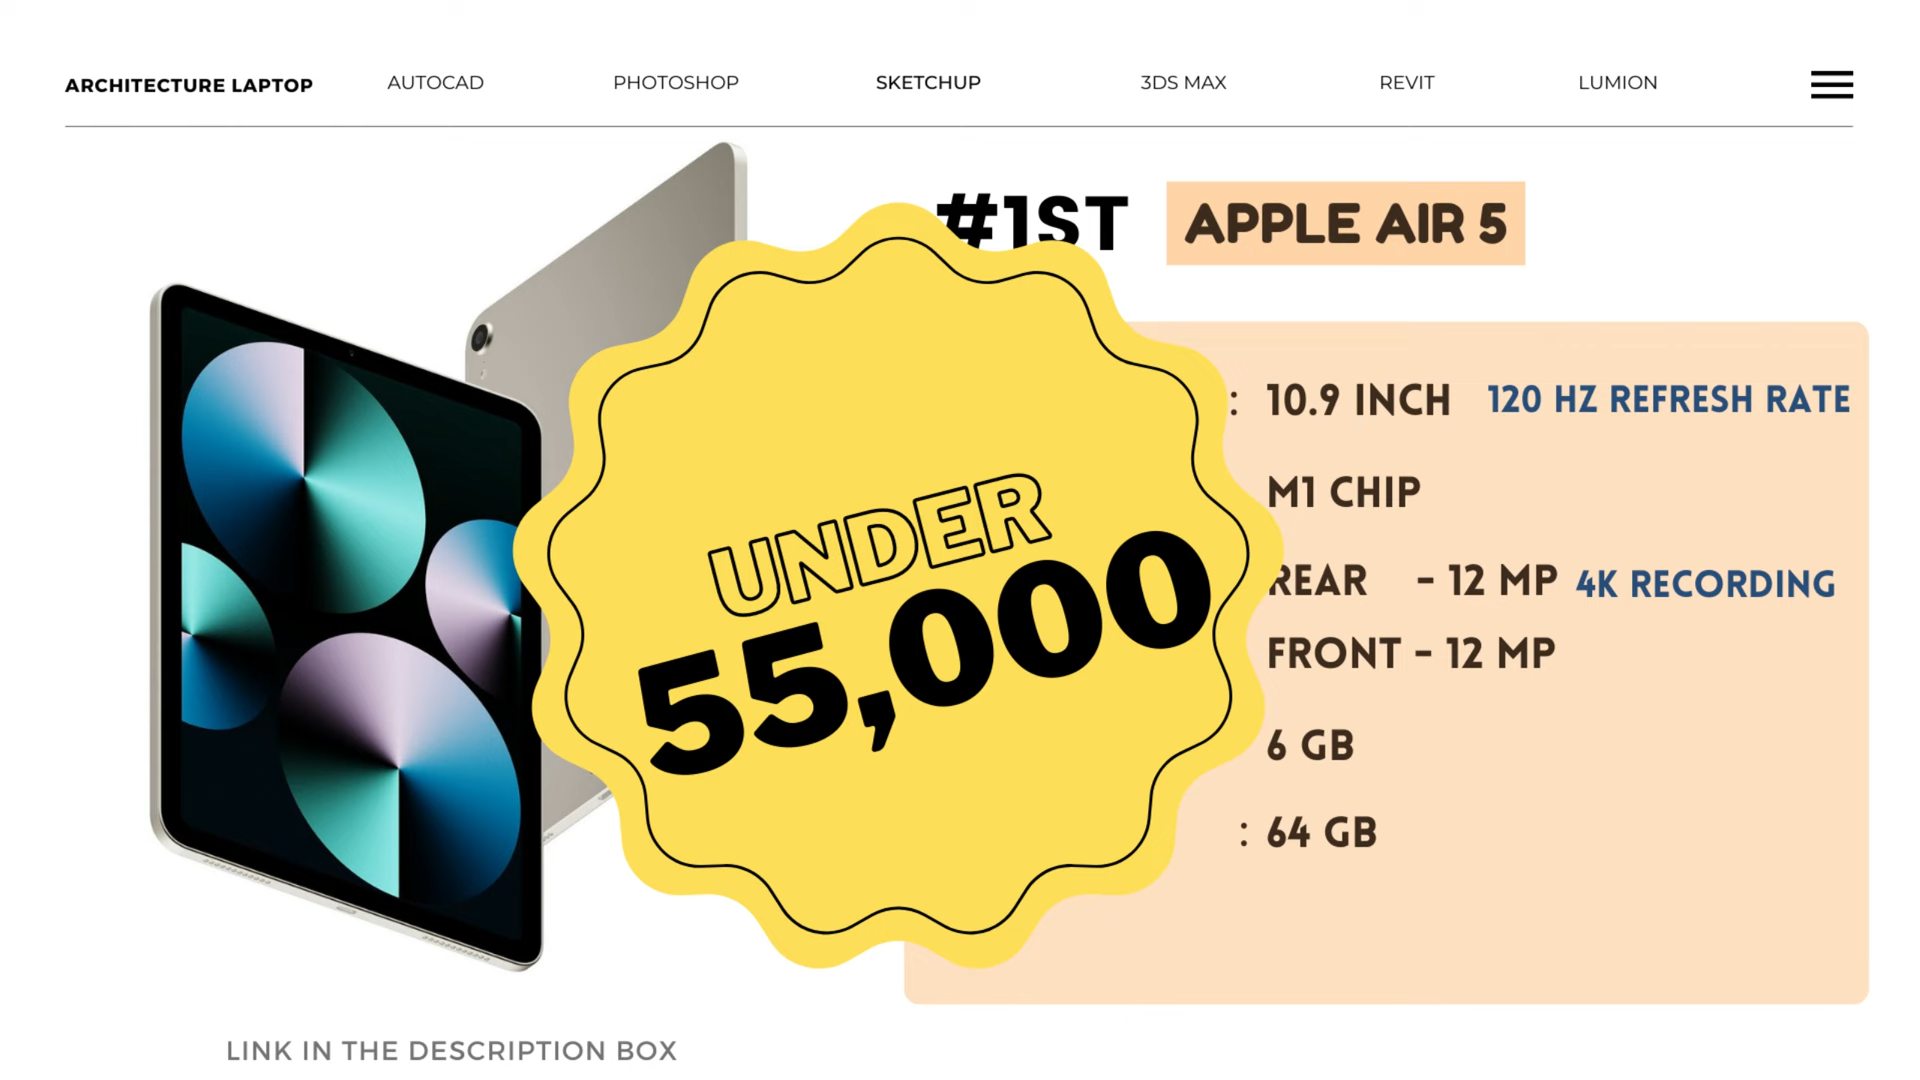 ARCHITECTURE LAPTOP AUTOCAD PHOTOSHOP SKETCHUP 3DS MAX REVIT LUMION
#1ST APPLE AIR 5
: 10.9 INCH 120 HZ REFRESH RATE
M1 CHIP
REAR - 12 MP 4K RECORDING
FRONT - 12 MP
6 GB
: 64 GB
UNDER
55,000
LINK IN THE DESCRIPTION BOX